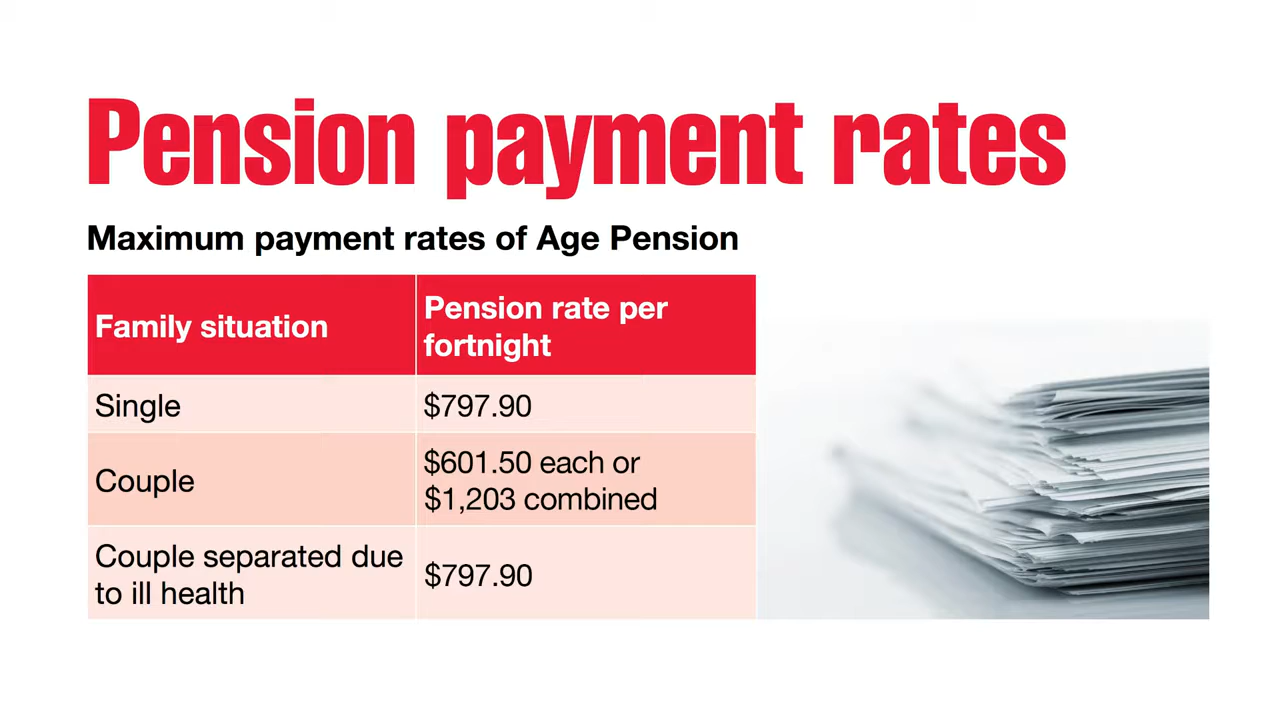 Pension payment rates
Maximum payment rates of Age Pension
Family situation
Pension rate per
fortnight
Single
$797.90
Couple
$601.50 each or
$1,203 combined
Couple separated due
to ill health
$797.90